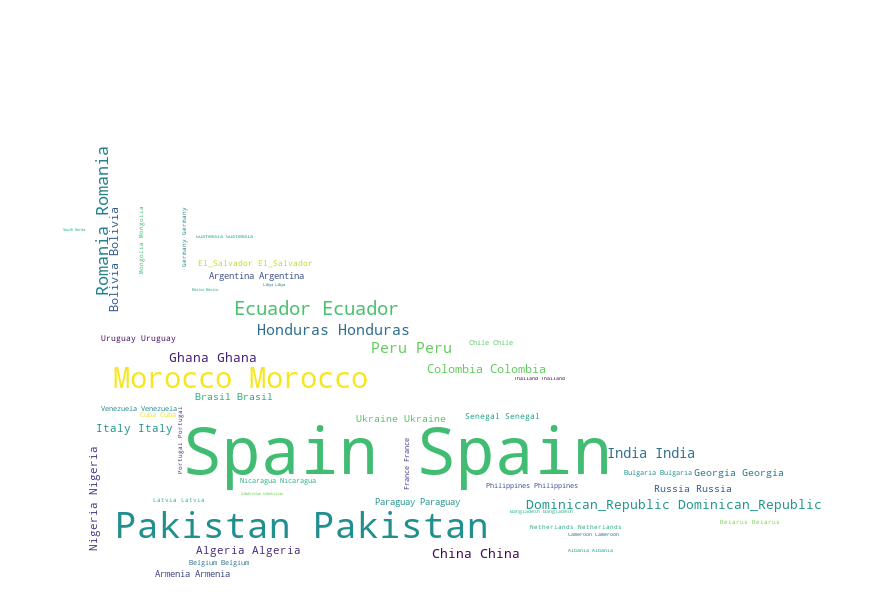 Romania Romania
Bolivia Bolivia
Mongolia Mongolia
Germany Germany
South Korea
Guatemala Guatemala
El_Salvador El_Salvador
Argentina Argentina
Libya Libya
Ecuador Ecuador
Honduras Honduras
Uruguay Uruguay
Peru Peru
Chile Chile
Ghana Ghana
Morocco Morocco
Colombia Colombia
Thailand Thailand
Brasil Brasil
Venezuela Venezuela
Cuba Cuba
Portugal Portugal
Ukraine Ukraine
Senegal Senegal
Italy Italy
Spain Spain
France France
India India
Nigeria Nigeria
Bulgaria Bulgaria
Georgia Georgia
Nicaragua Nicaragua
Philippines Philippines
Russia Russia
Latvia Latvia
Paraguay Paraguay
Dominican_Republic Dominican_Republic
Bangladesh Bangladesh
Pakistan Pakistan
Netherlands Netherlands
Belarus Belarus
Cameroon Cameroon
Algeria Algeria
China China
Albania Albania
Belgium Belgium
Armenia Armenia